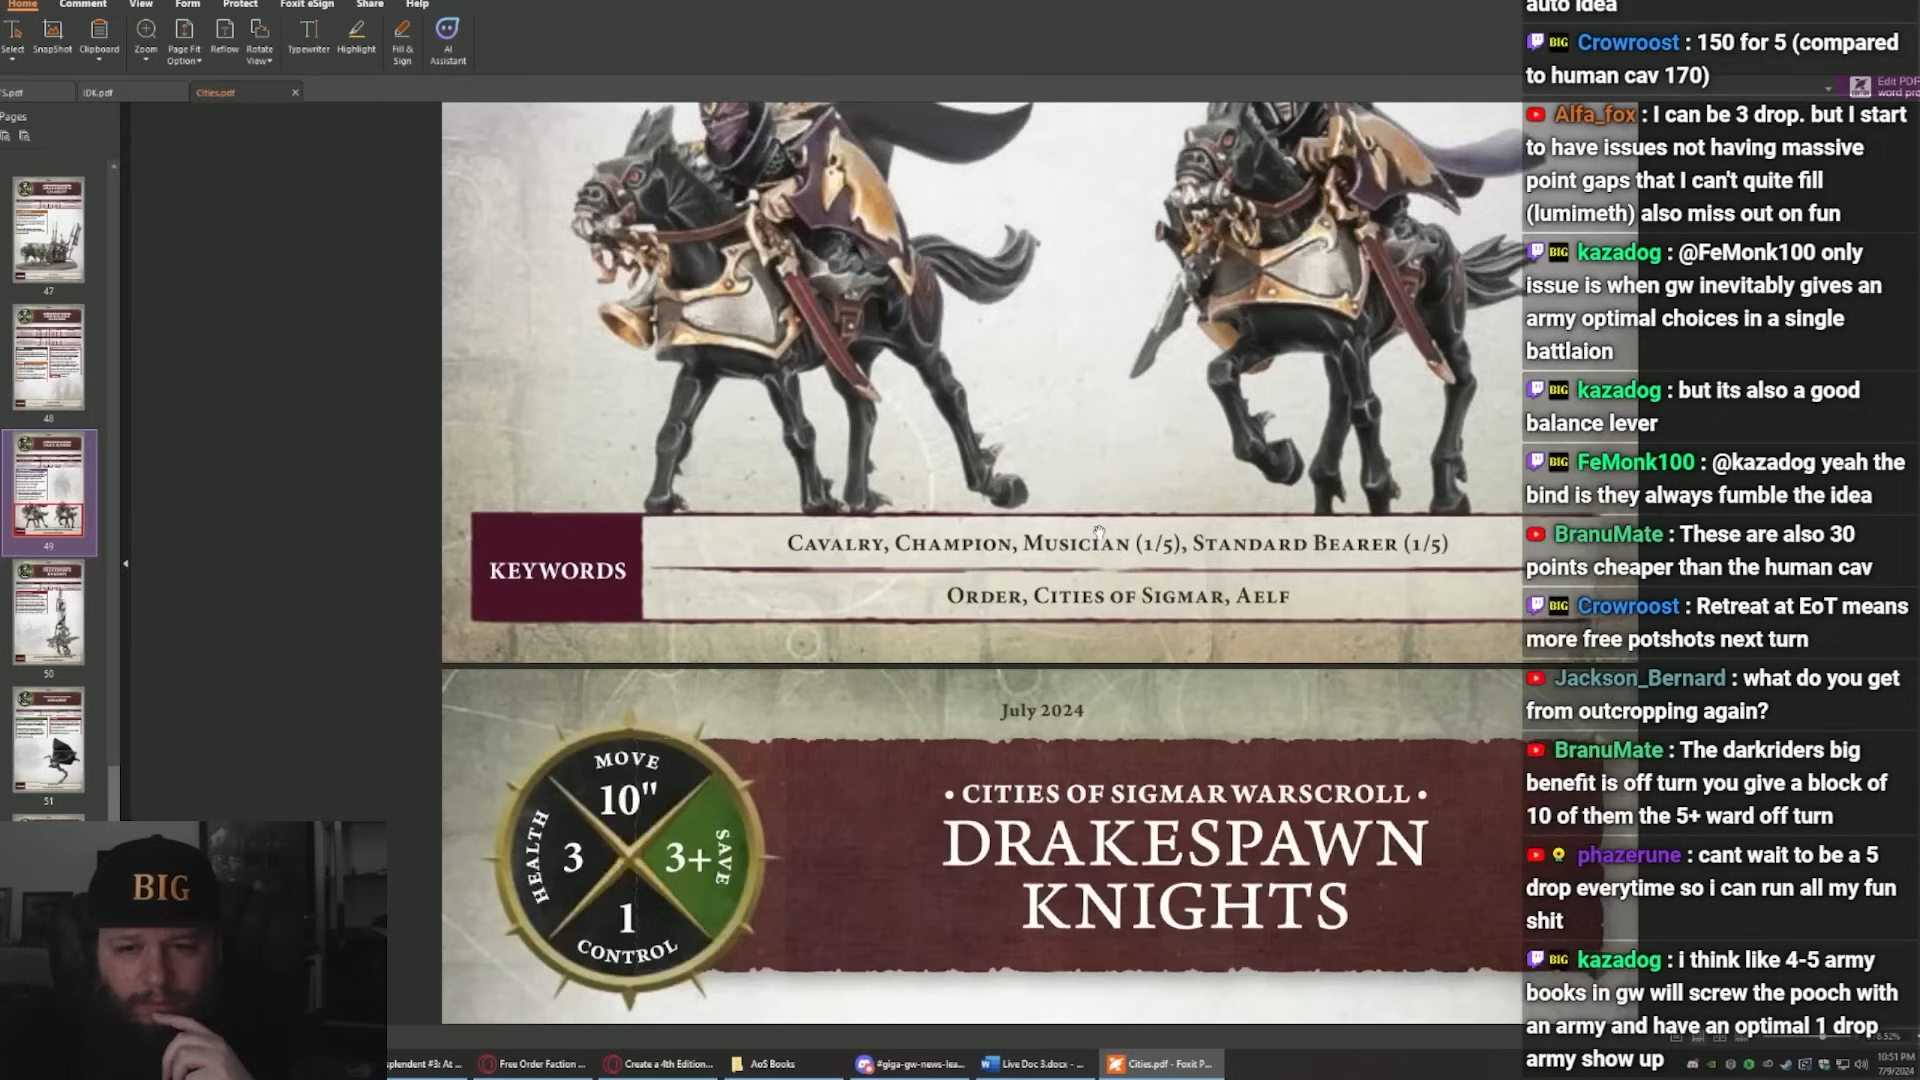 Home Comment View Form Protect Foxit eSign Share Help
Select
SnapShot
Clipboard
Zoom
Page Fit
Option
Reflow
Rotate
View
Typewriter
Highlight
Fill &
Sign
AI
Assistant
IDK.pdf
Cities.pdf
Edit PDF
Pages
47
48
49
50
51
KEYWORDS
Cavalry, Champion, Musician (1/5), Standard Bearer (1/5)
Order, Cities of Sigmar, Aelf
July 2024
MOVE
10"
HEALTH
3
3+
SAVE
1
CONTROL
• CITIES OF SIGMAR WARSCROLL •
DRAKESPAWN
KNIGHTS
BIG
auto idea
BIG Crowroost : 150 for 5 (compared
to human cav 170)
Alfa_fox : I can be 3 drop. but I start
to have issues not having massive
point gaps that I can't quite fill
(lumimeth) also miss out on fun
BIG kazadog : @FeMonk100 only
issue is when gw inevitably gives an
army optimal choices in a single
battlaion
BIG kazadog : but its also a good
balance lever
BIG FeMonk100 : @kazadog yeah the
bind is they always fumble the idea
BranuMate : These are also 30
points cheaper than the human cav
BIG Crowroost : Retreat at EoT means
more free potshots next turn
Jackson_Bernard : what do you get
from outcropping again?
BranuMate : The darkriders big
benefit is off turn you give a block of
10 of them the 5+ ward off turn
phazerune : cant wait to be a 5
drop everytime so i can run all my fun
shit
BIG kazadog : i think like 4-5 army
books in gw will screw the pooch with
an army and have an optimal 1 drop
army show up
splendent #3: At ...
Free Order Faction ...
Create a 4th Edition...
AoS Books
#giga-gw-news-lea...
Live Doc 3.docx - ...
Cities.pdf - Foxit P...
10:51 PM
7/9/2024